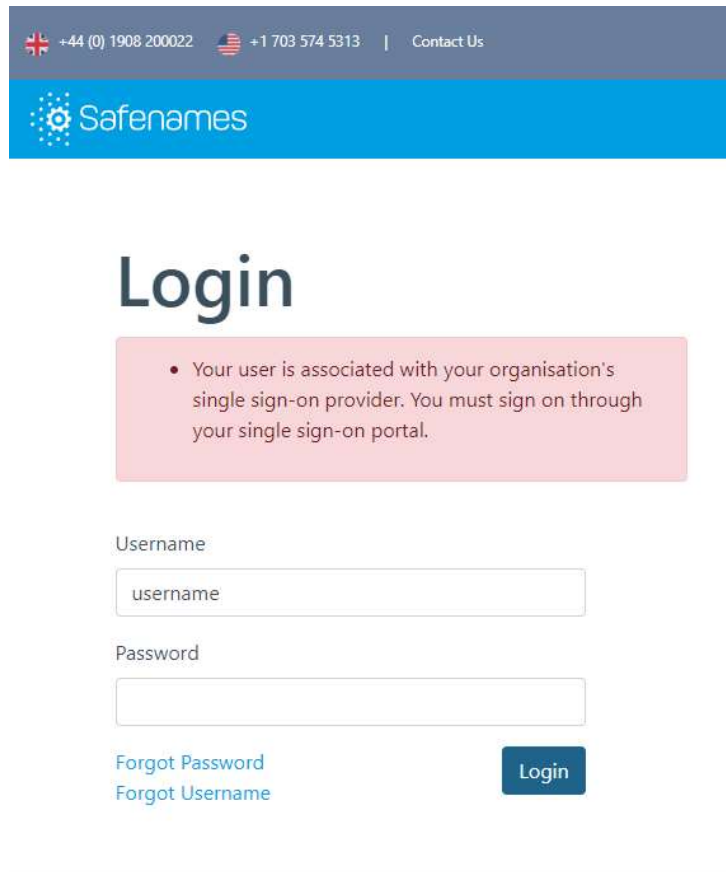 +44 (0) 1908 200022 +1 703 574 5313 | Contact Us
Safenames
Login
• Your user is associated with your organisation's
single sign-on provider. You must sign on through
your single sign-on portal.
Username
username
Password
Forgot Password
Login
Forgot Username